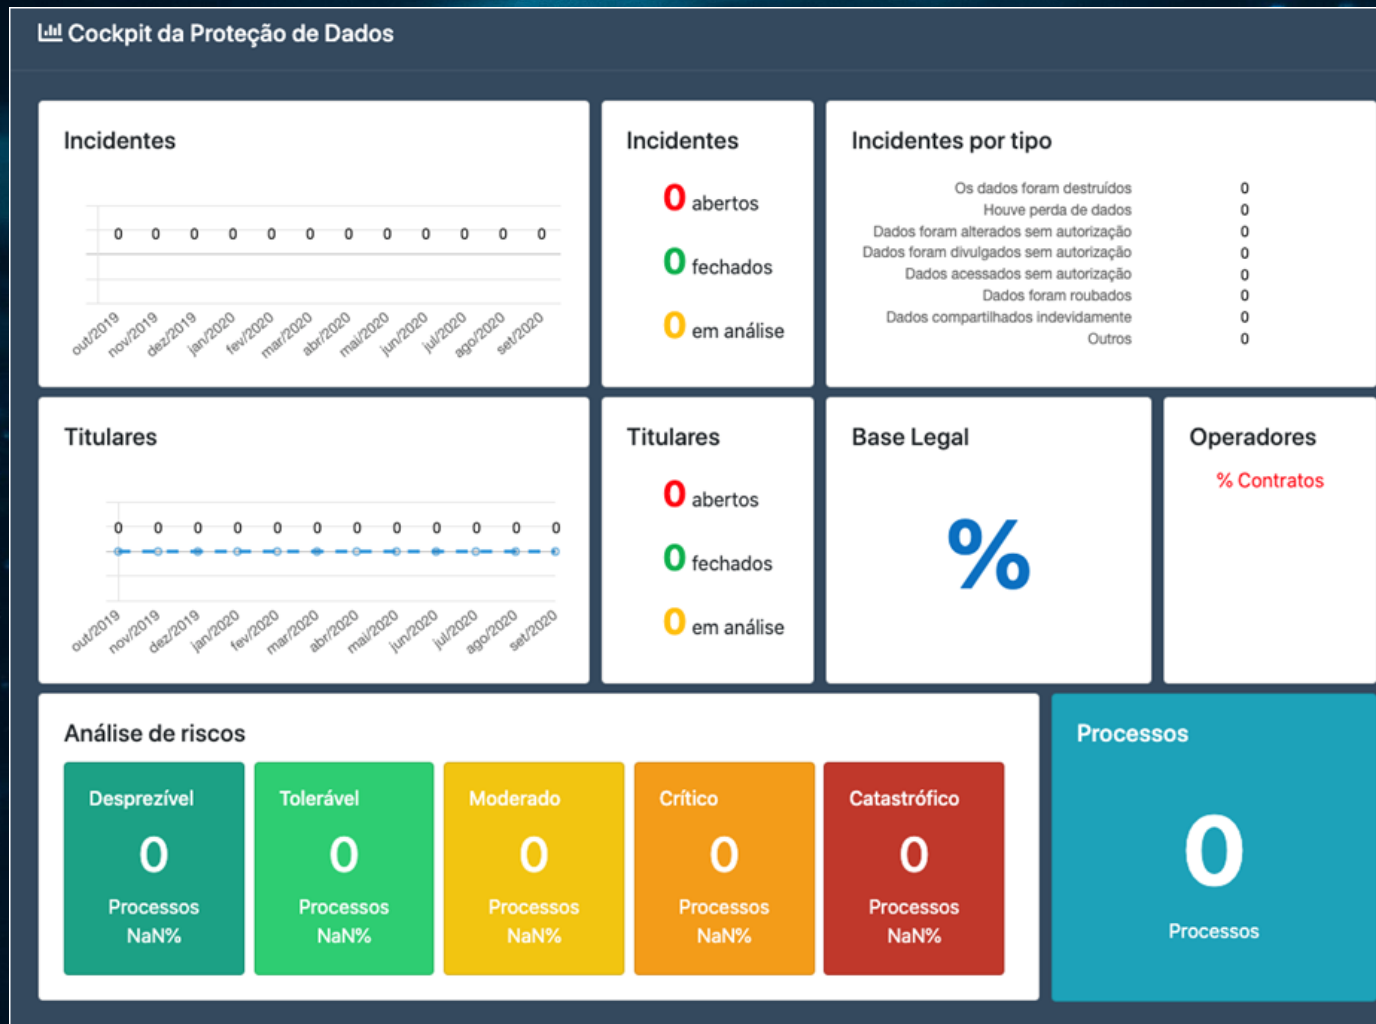 Cockpit da Proteção de Dados
Incidentes
0 0 0 0 0 0 0 0 0 0 0 0
out/2019 nov/2019 dez/2019 jan/2020 fev/2020 mar/2020 abr/2020 mai/2020 jun/2020 jul/2020 ago/2020 set/2020
Incidentes
0 abertos
0 fechados
0 em análise
Incidentes por tipo
Os dados foram destruídos 0
Houve perda de dados 0
Dados foram alterados sem autorização 0
Dados foram divulgados sem autorização 0
Dados acessados sem autorização 0
Dados foram roubados 0
Dados compartilhados indevidamente 0
Outros 0
Titulares
0 0 0 0 0 0 0 0 0 0 0 0
out/2019 nov/2019 dez/2019 jan/2020 fev/2020 mar/2020 abr/2020 mai/2020 jun/2020 jul/2020 ago/2020 set/2020
Titulares
0 abertos
0 fechados
0 em análise
Base Legal
%
Operadores
% Contratos
Análise de riscos
Desprezível
0
Processos
NaN%
Tolerável
0
Processos
NaN%
Moderado
0
Processos
NaN%
Crítico
0
Processos
NaN%
Catastrófico
0
Processos
NaN%
Processos
0
Processos